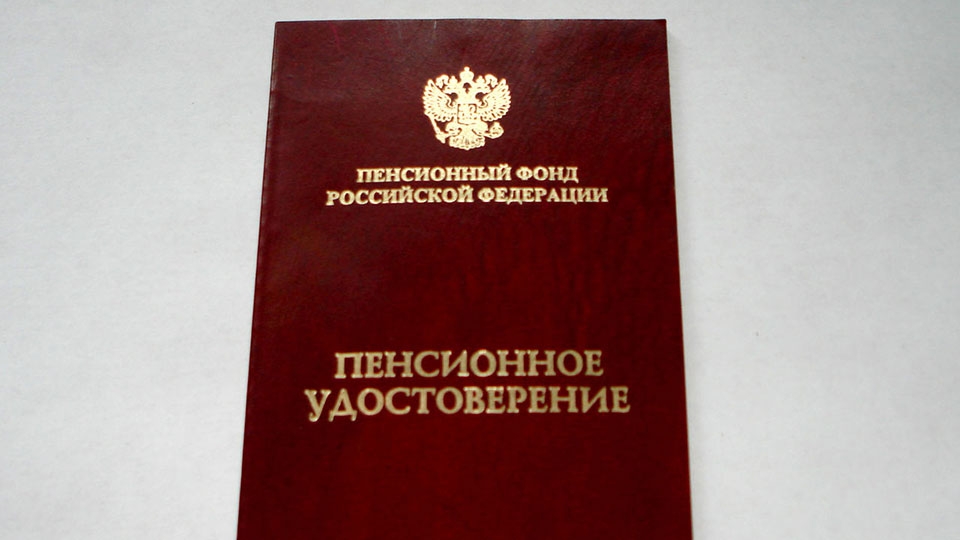 ПЕНСИОННЫЙ ФОНД
РОССИЙСКОЙ ФЕДЕРАЦИИ
ПЕНСИОННОЕ
УДОСТОВЕРЕНИЕ